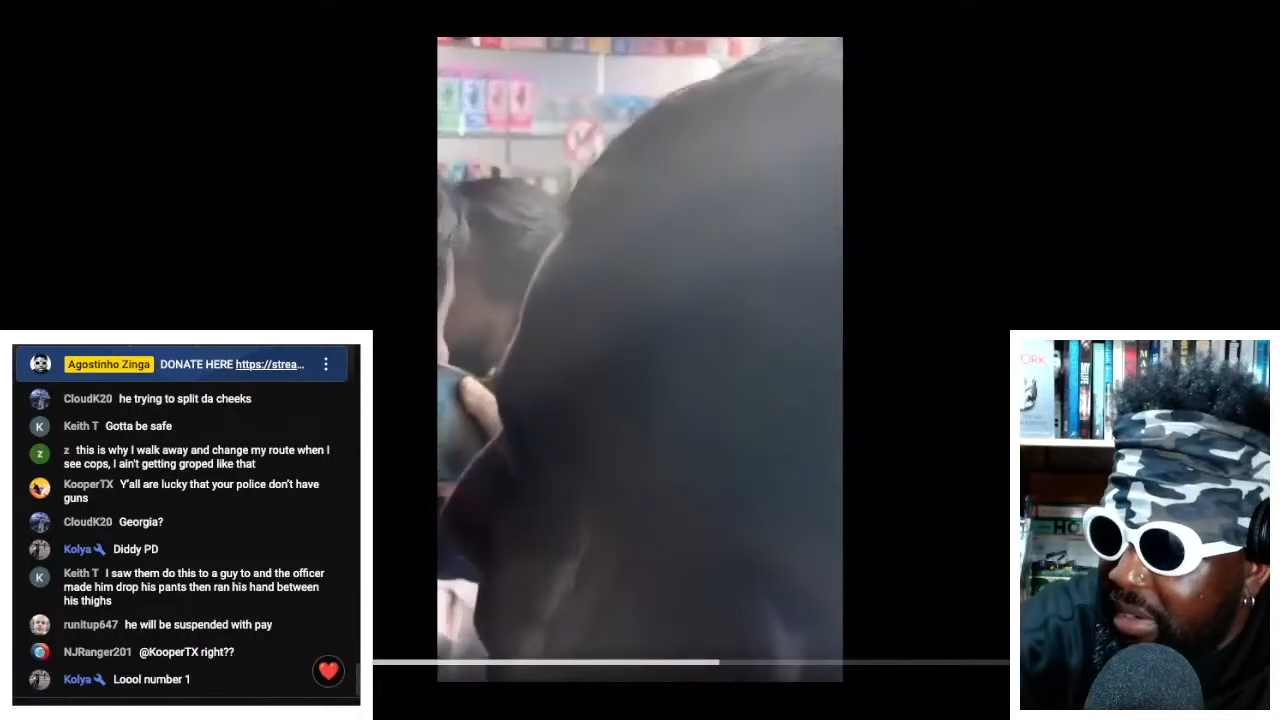 Agostinho Zinga DONATE HERE https://strea...
CloudK20 he trying to split da cheeks
K Keith T Gotta be safe
z z this is why I walk away and change my route when I
see cops, I ain't getting groped like that
KooperTX Y'all are lucky that your police don't have
guns
CloudK20 Georgia?
Kolya Diddy PD
K Keith T I saw them do this to a guy to and the officer
made him drop his pants then ran his hand between
his thighs
runitup647 he will be suspended with pay
NJRanger201 @KooperTX right??
Kolya Loool number 1
ORK